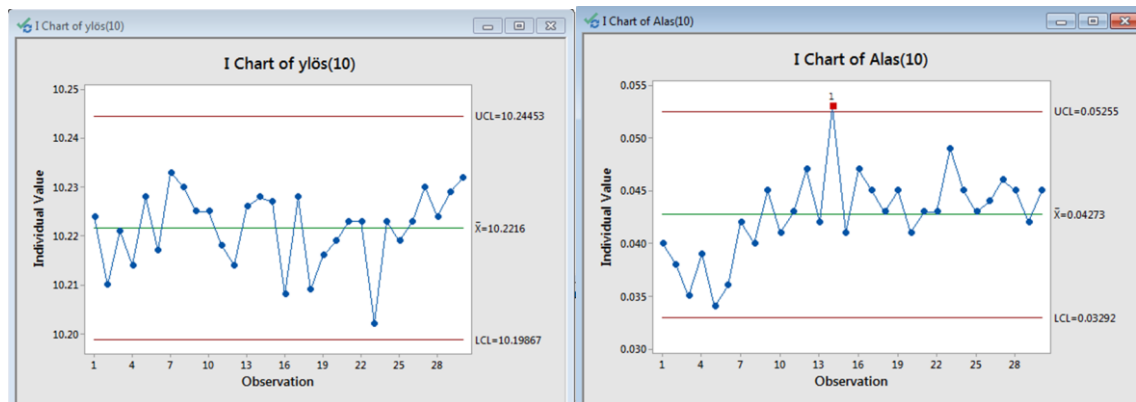 I Chart of ylös(10)
I Chart of ylös(10)
10.25
10.24
10.23
10.22
10.21
10.20
Individual Value
UCL=10.24453
X̅=10.2216
LCL=10.19867
1 4 7 10 13 16 19 22 25 28
Observation
I Chart of Alas(10)
I Chart of Alas(10)
0.055
0.050
0.045
0.040
0.035
0.030
Individual Value
1
UCL=0.05255
X̅=0.04273
LCL=0.03292
1 4 7 10 13 16 19 22 25 28
Observation